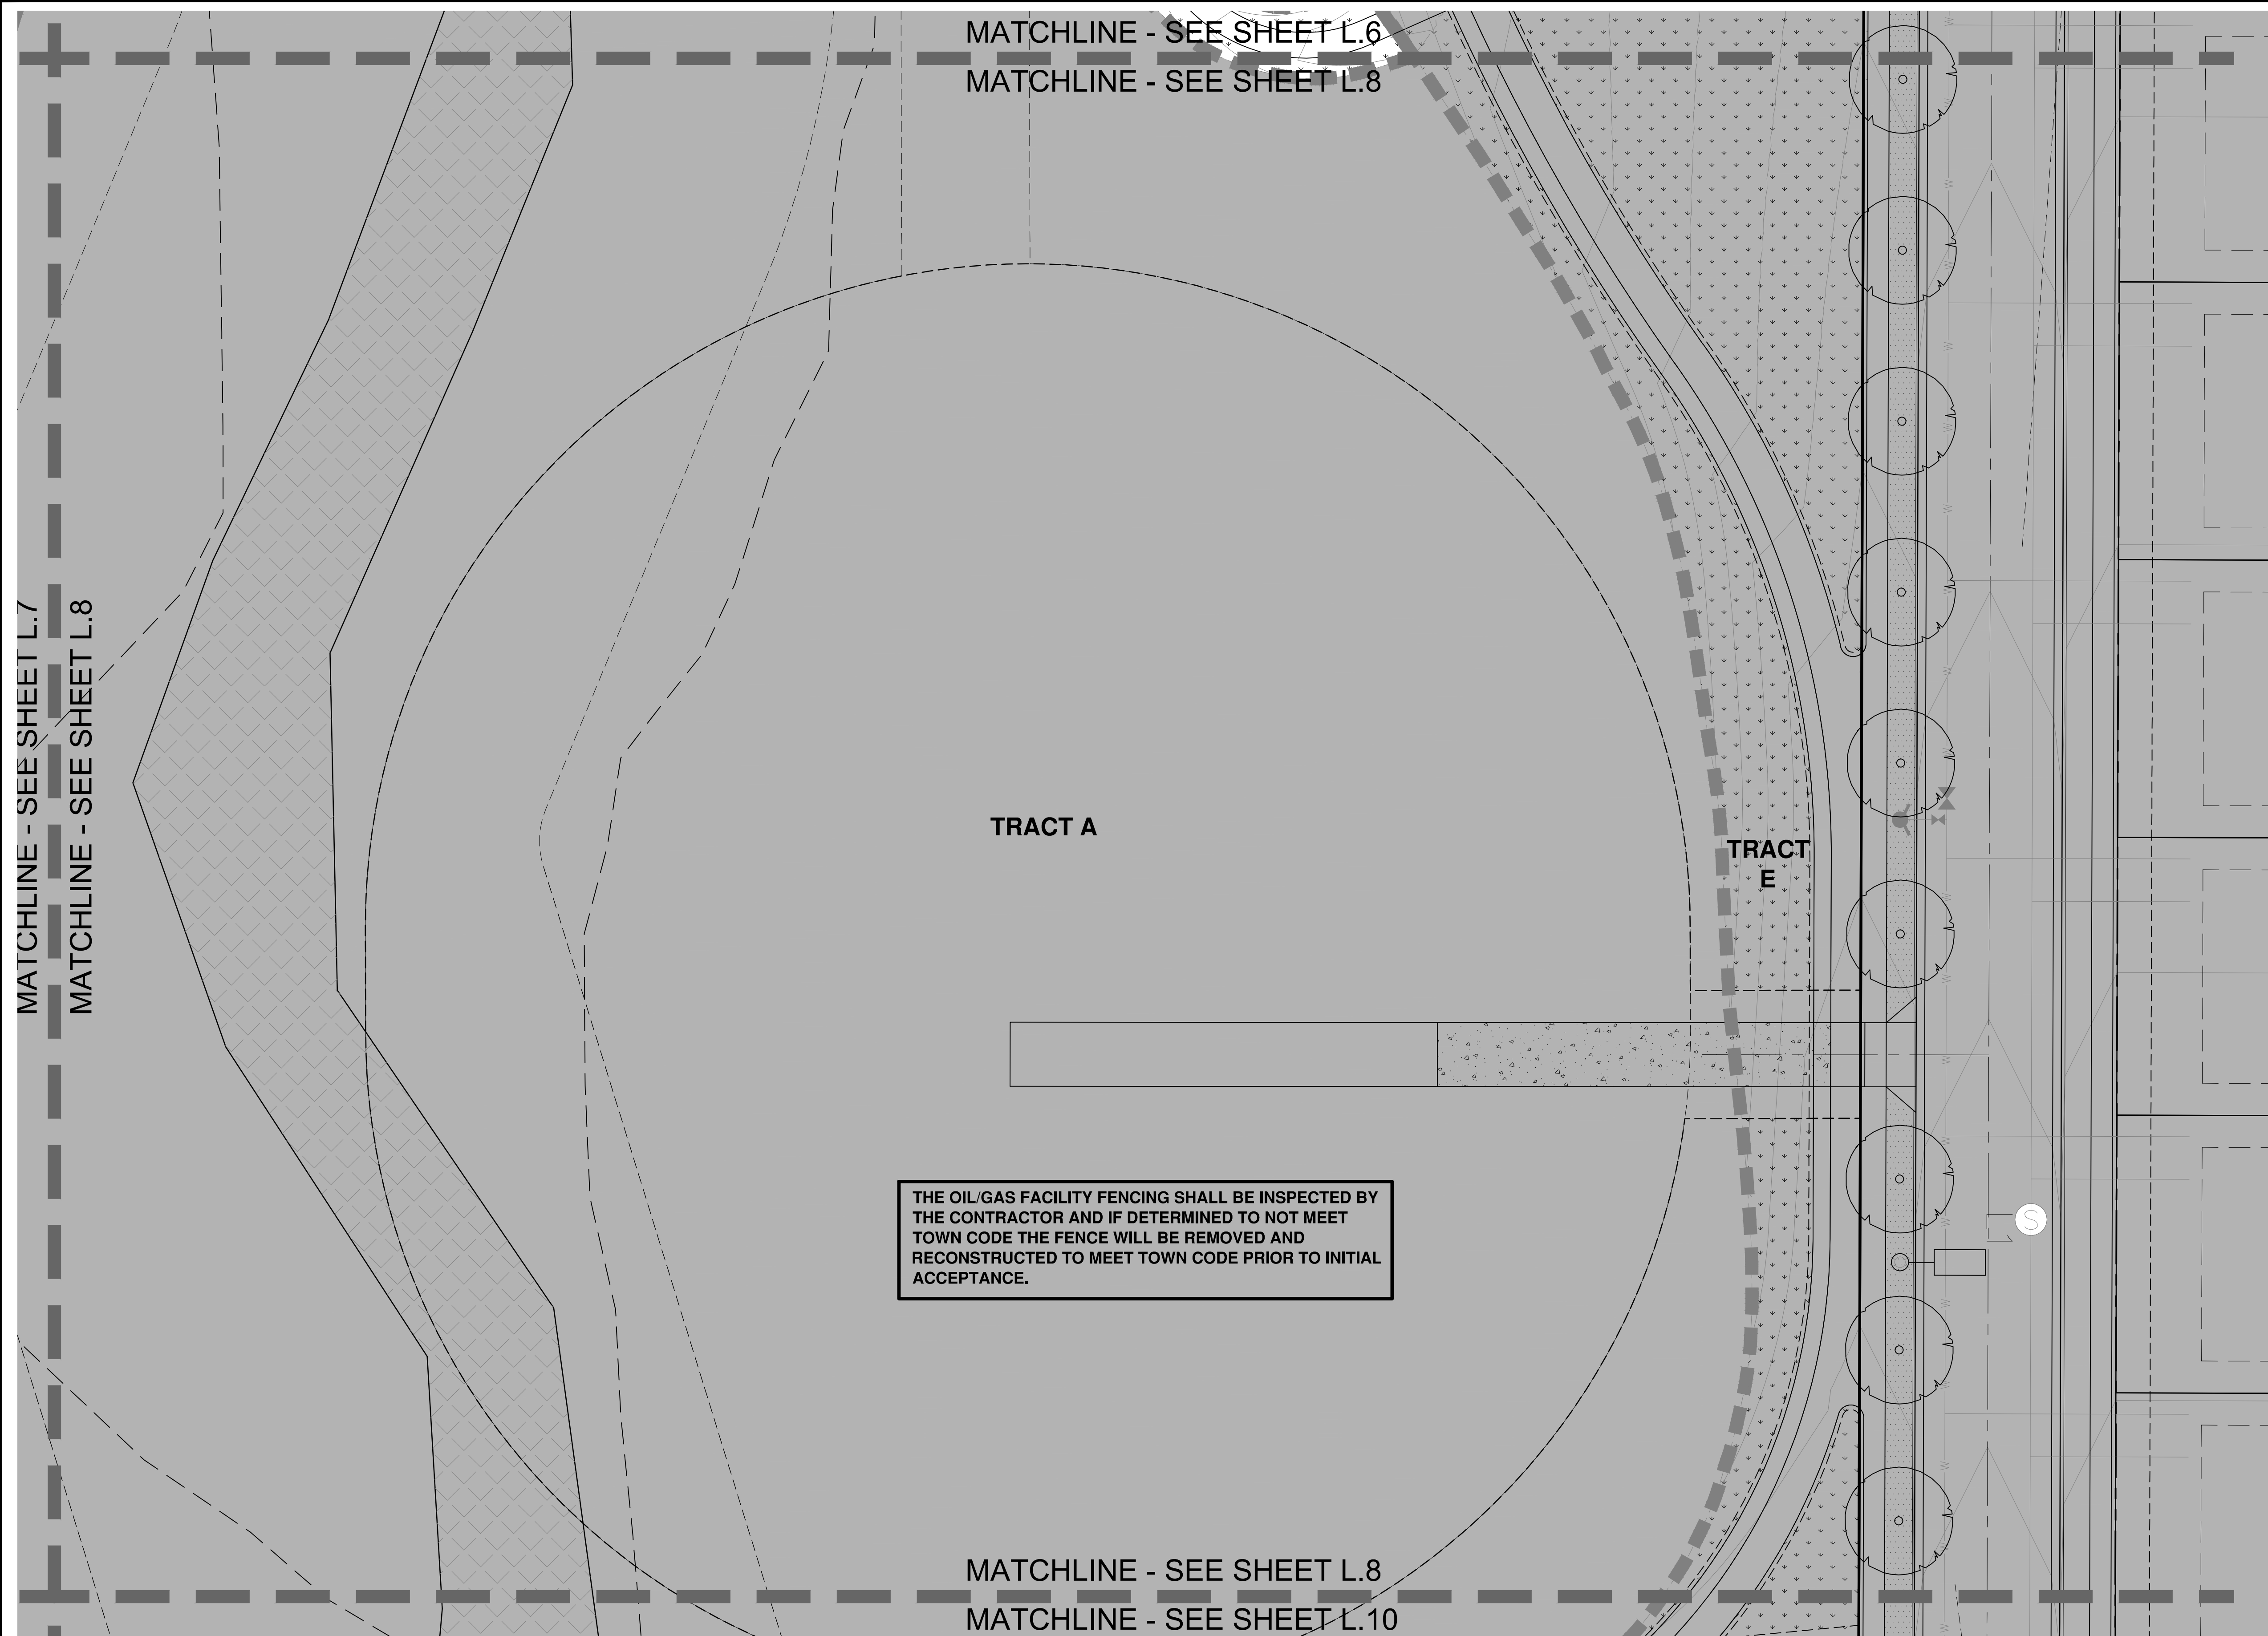 MATCHLINE - SEE SHEET L.6
MATCHLINE - SEE SHEET L.8
MATCHLINE - SEE SHEET L.7
MATCHLINE - SEE SHEET L.8
TRACT A
TRACT
E
THE OIL/GAS FACILITY FENCING SHALL BE INSPECTED BY
THE CONTRACTOR AND IF DETERMINED TO NOT MEET
TOWN CODE THE FENCE WILL BE REMOVED AND
RECONSTRUCTED TO MEET TOWN CODE PRIOR TO INITIAL
ACCEPTANCE.
S
MATCHLINE - SEE SHEET L.8
MATCHLINE - SEE SHEET L.10